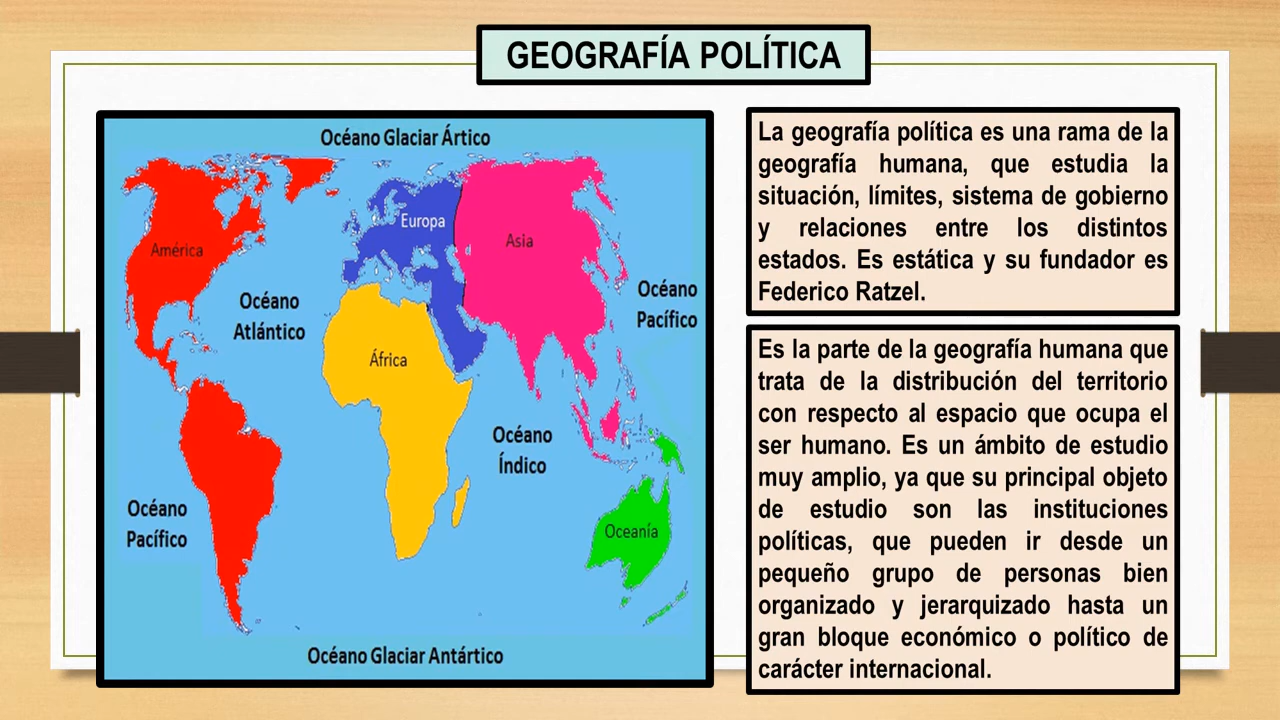 GEOGRAFÍA POLÍTICA
Océano Glaciar Ártico
Europa
Asia
América
Océano
Atlántico
Océano
Pacífico
África
Océano
Índico
Océano
Pacífico
Oceanía
Océano Glaciar Antártico
La geografía política es una rama de la
geografía humana, que estudia la
situación, límites, sistema de gobierno
y relaciones entre los distintos
estados. Es estática y su fundador es
Federico Ratzel.
Es la parte de la geografía humana que
trata de la distribución del territorio
con respecto al espacio que ocupa el
ser humano. Es un ámbito de estudio
muy amplio, ya que su principal objeto
de estudio son las instituciones
políticas, que pueden ir desde un
pequeño grupo de personas bien
organizado y jerarquizado hasta un
gran bloque económico o político de
carácter internacional.